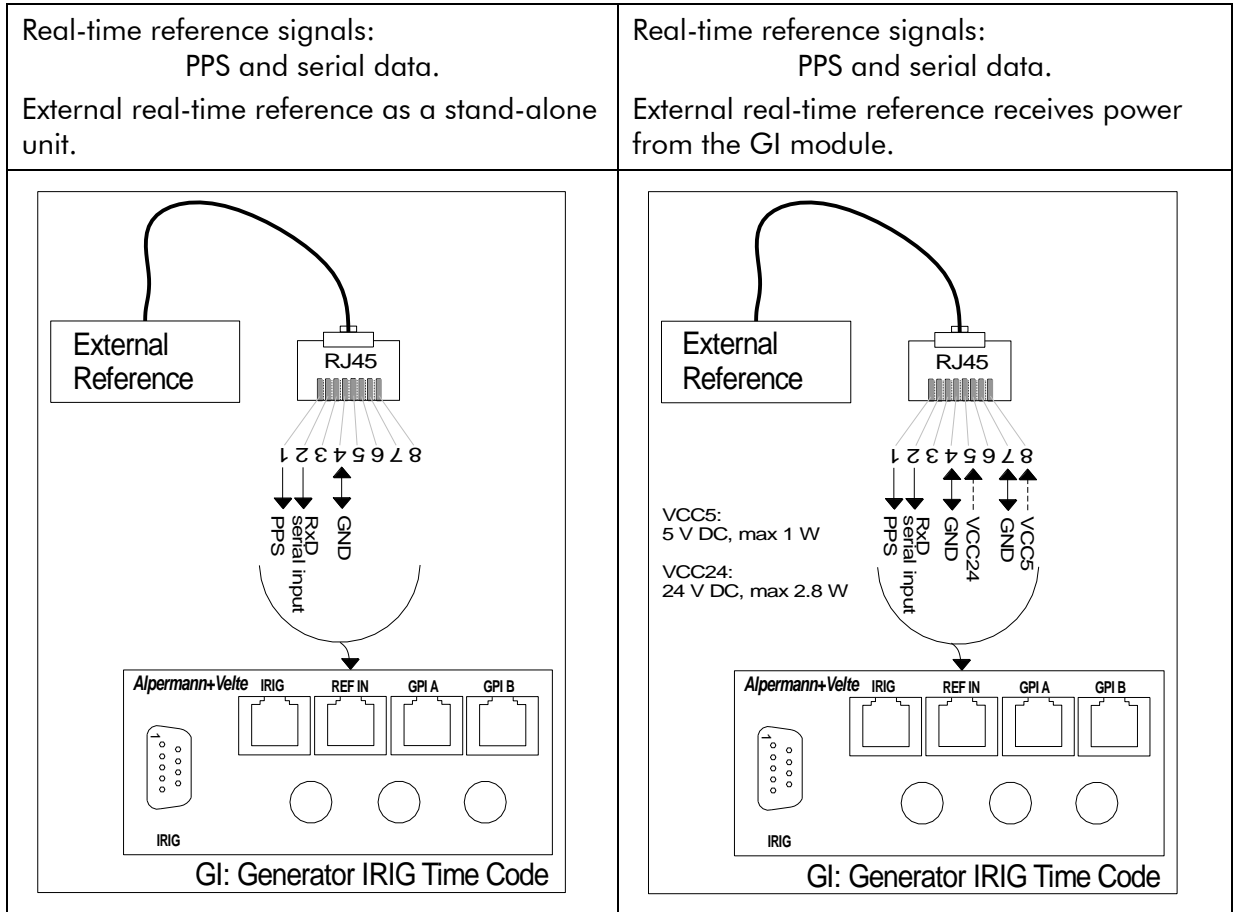 Real-time reference signals:
PPS and serial data.
External real-time reference as a stand-alone
unit.
Real-time reference signals:
PPS and serial data.
External real-time reference receives power
from the GI module.
External
Reference
RJ45
1 2 3 4 5 6 7 8
PPS
RxD
serial input
GND
Alpermann+Velte IRIG REF IN GPI A GPI B
1
IRIG
GI: Generator IRIG Time Code
External
Reference
RJ45
1 2 3 4 5 6 7 8
PPS
RxD
serial input
GND
VCC24
GND
VCC5
VCC5:
5 V DC, max 1 W
VCC24:
24 V DC, max 2.8 W
Alpermann+Velte IRIG REF IN GPI A GPI B
1
IRIG
GI: Generator IRIG Time Code